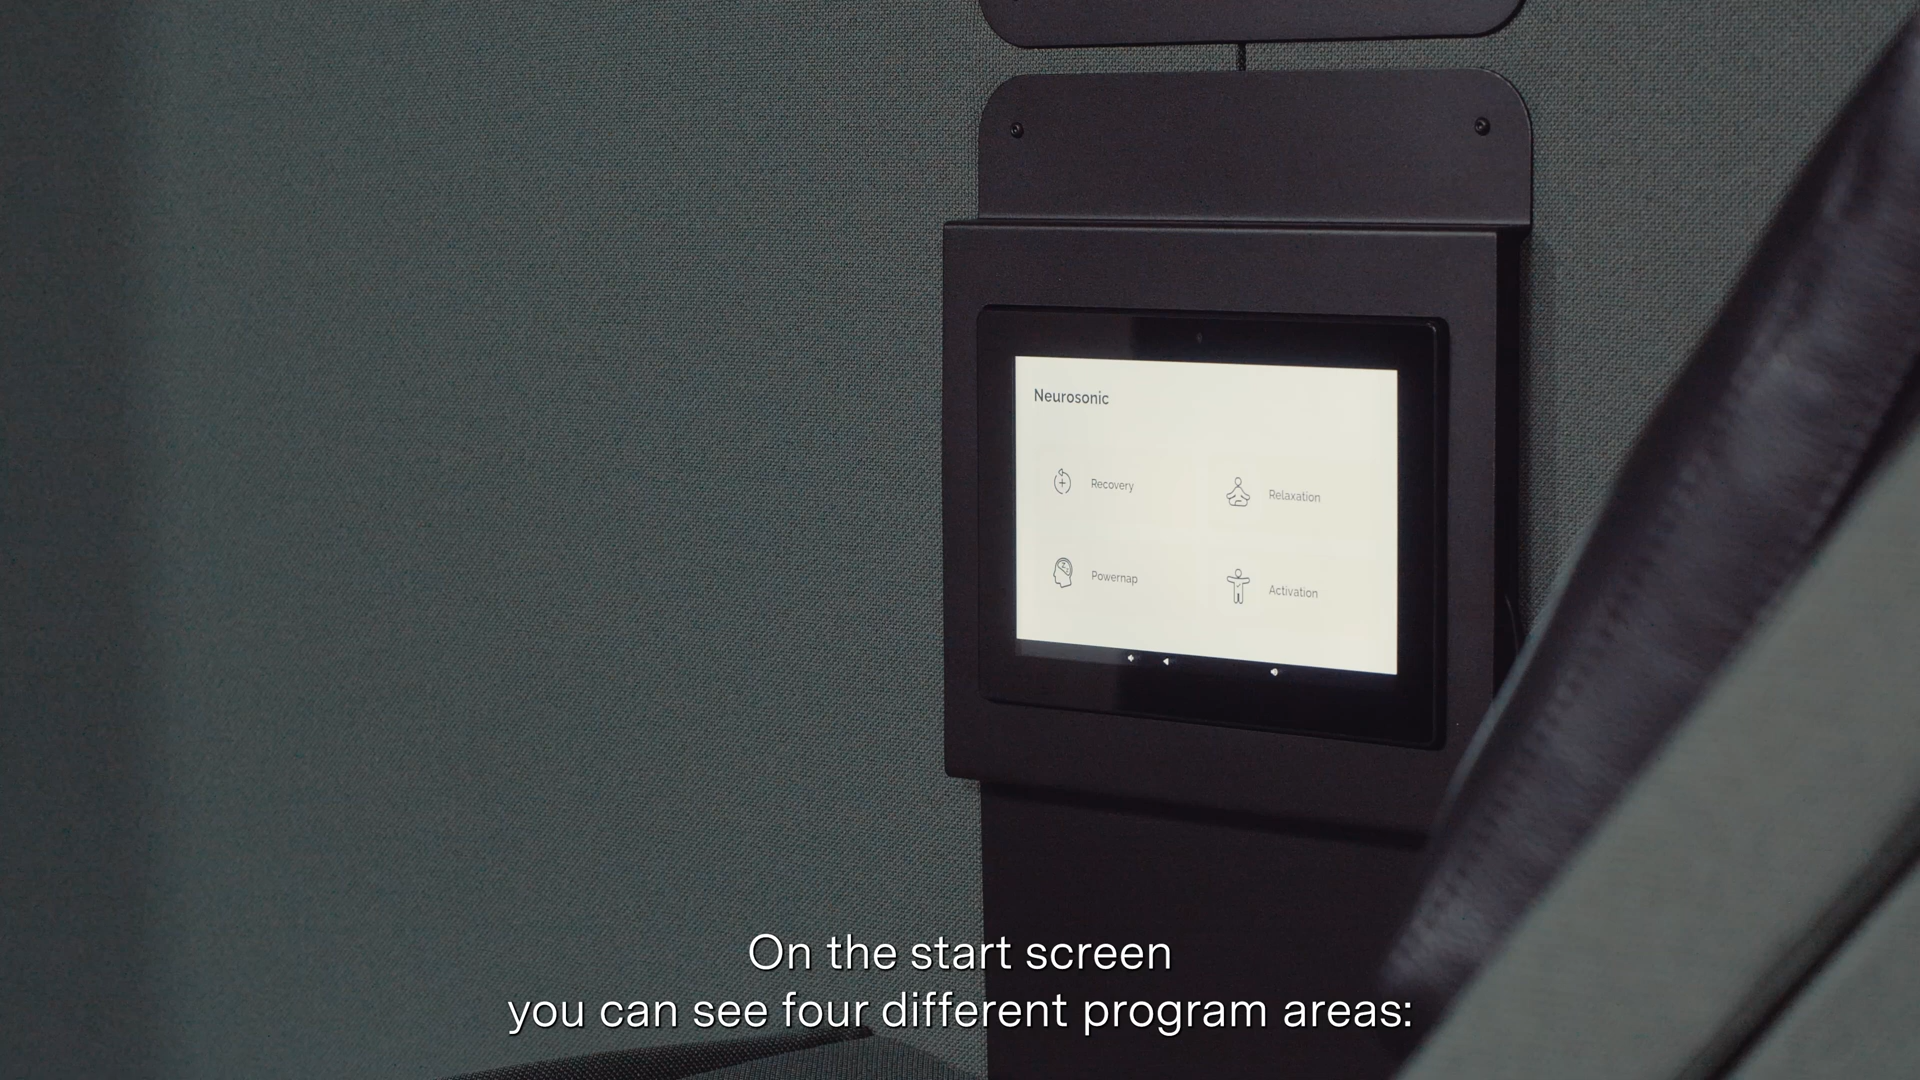 Neurosonic
Recovery
Relaxation
Powernap
Activation
On the start screen
you can see four different program areas: